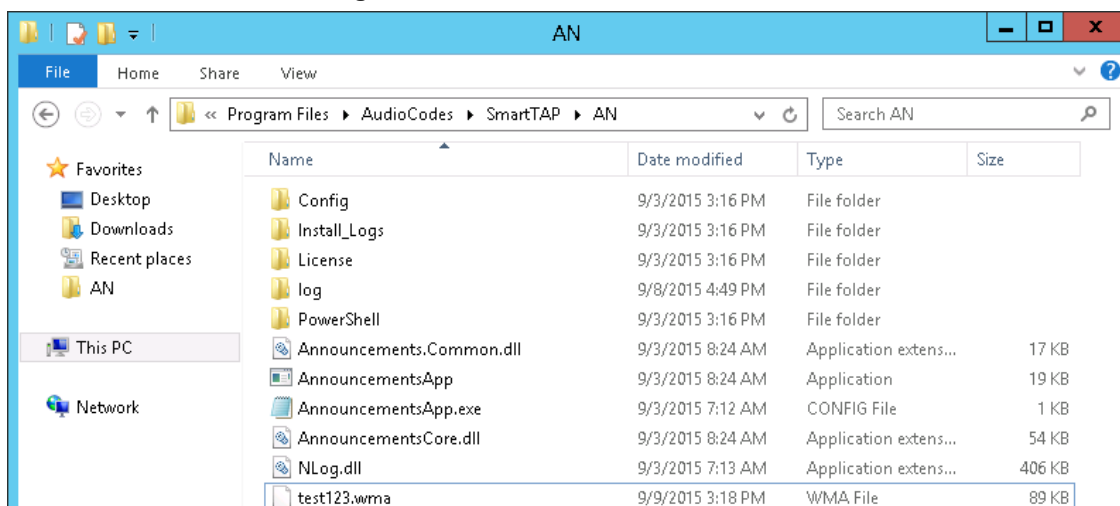 AN
File Home Share View
« Program Files AudioCodes SmartTAP AN Search AN
Favorites
Desktop
Downloads
Recent places
AN
This PC
Network
Name Date modified Type Size
Config 9/3/2015 3:16 PM File folder
Install_Logs 9/3/2015 3:16 PM File folder
License 9/3/2015 3:16 PM File folder
log 9/8/2015 4:49 PM File folder
PowerShell 9/3/2015 3:16 PM File folder
Announcements.Common.dll 9/3/2015 8:24 AM Application extens... 17 KB
AnnouncementsApp 9/3/2015 8:24 AM Application 19 KB
AnnouncementsApp.exe 9/3/2015 7:12 AM CONFIG File 1 KB
AnnouncementsCore.dll 9/3/2015 8:24 AM Application extens... 54 KB
NLog.dll 9/3/2015 7:13 AM Application extens... 406 KB
test123.wma 9/9/2015 3:18 PM WMA File 89 KB